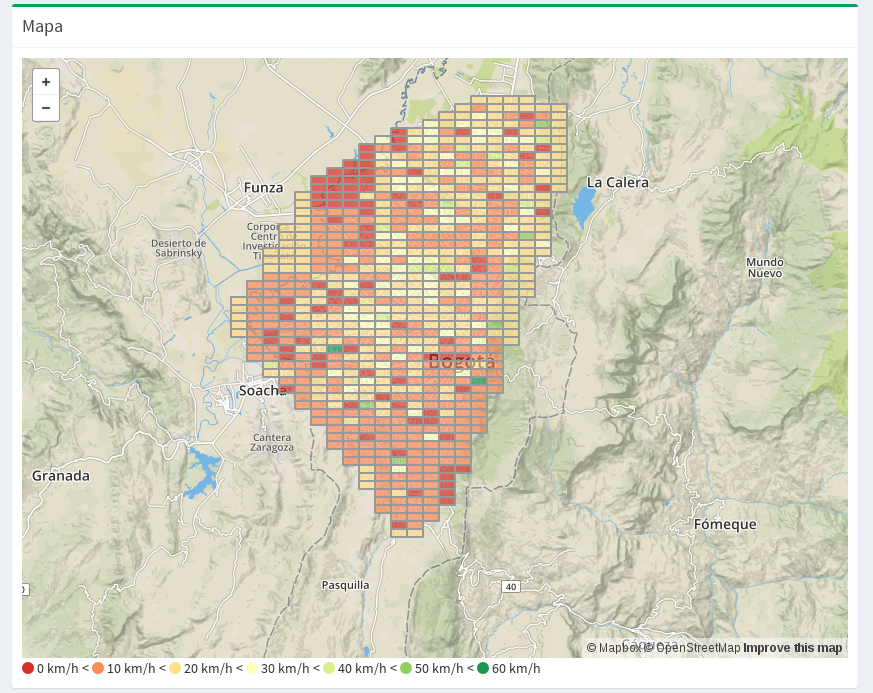 Mapa
+
−
Funza
La Calera
Corpoica —
Centro de
Investigación
Desierto de
Sabrinsky
Mundo
Nuevo
Bogotá
Soacha
Cantera
Zaragoza
Granada
Fómeque
Pasquilla
40
© Mapbox © OpenStreetMap Improve this map
0 km/h < 10 km/h < 20 km/h < 30 km/h < 40 km/h < 50 km/h < 60 km/h